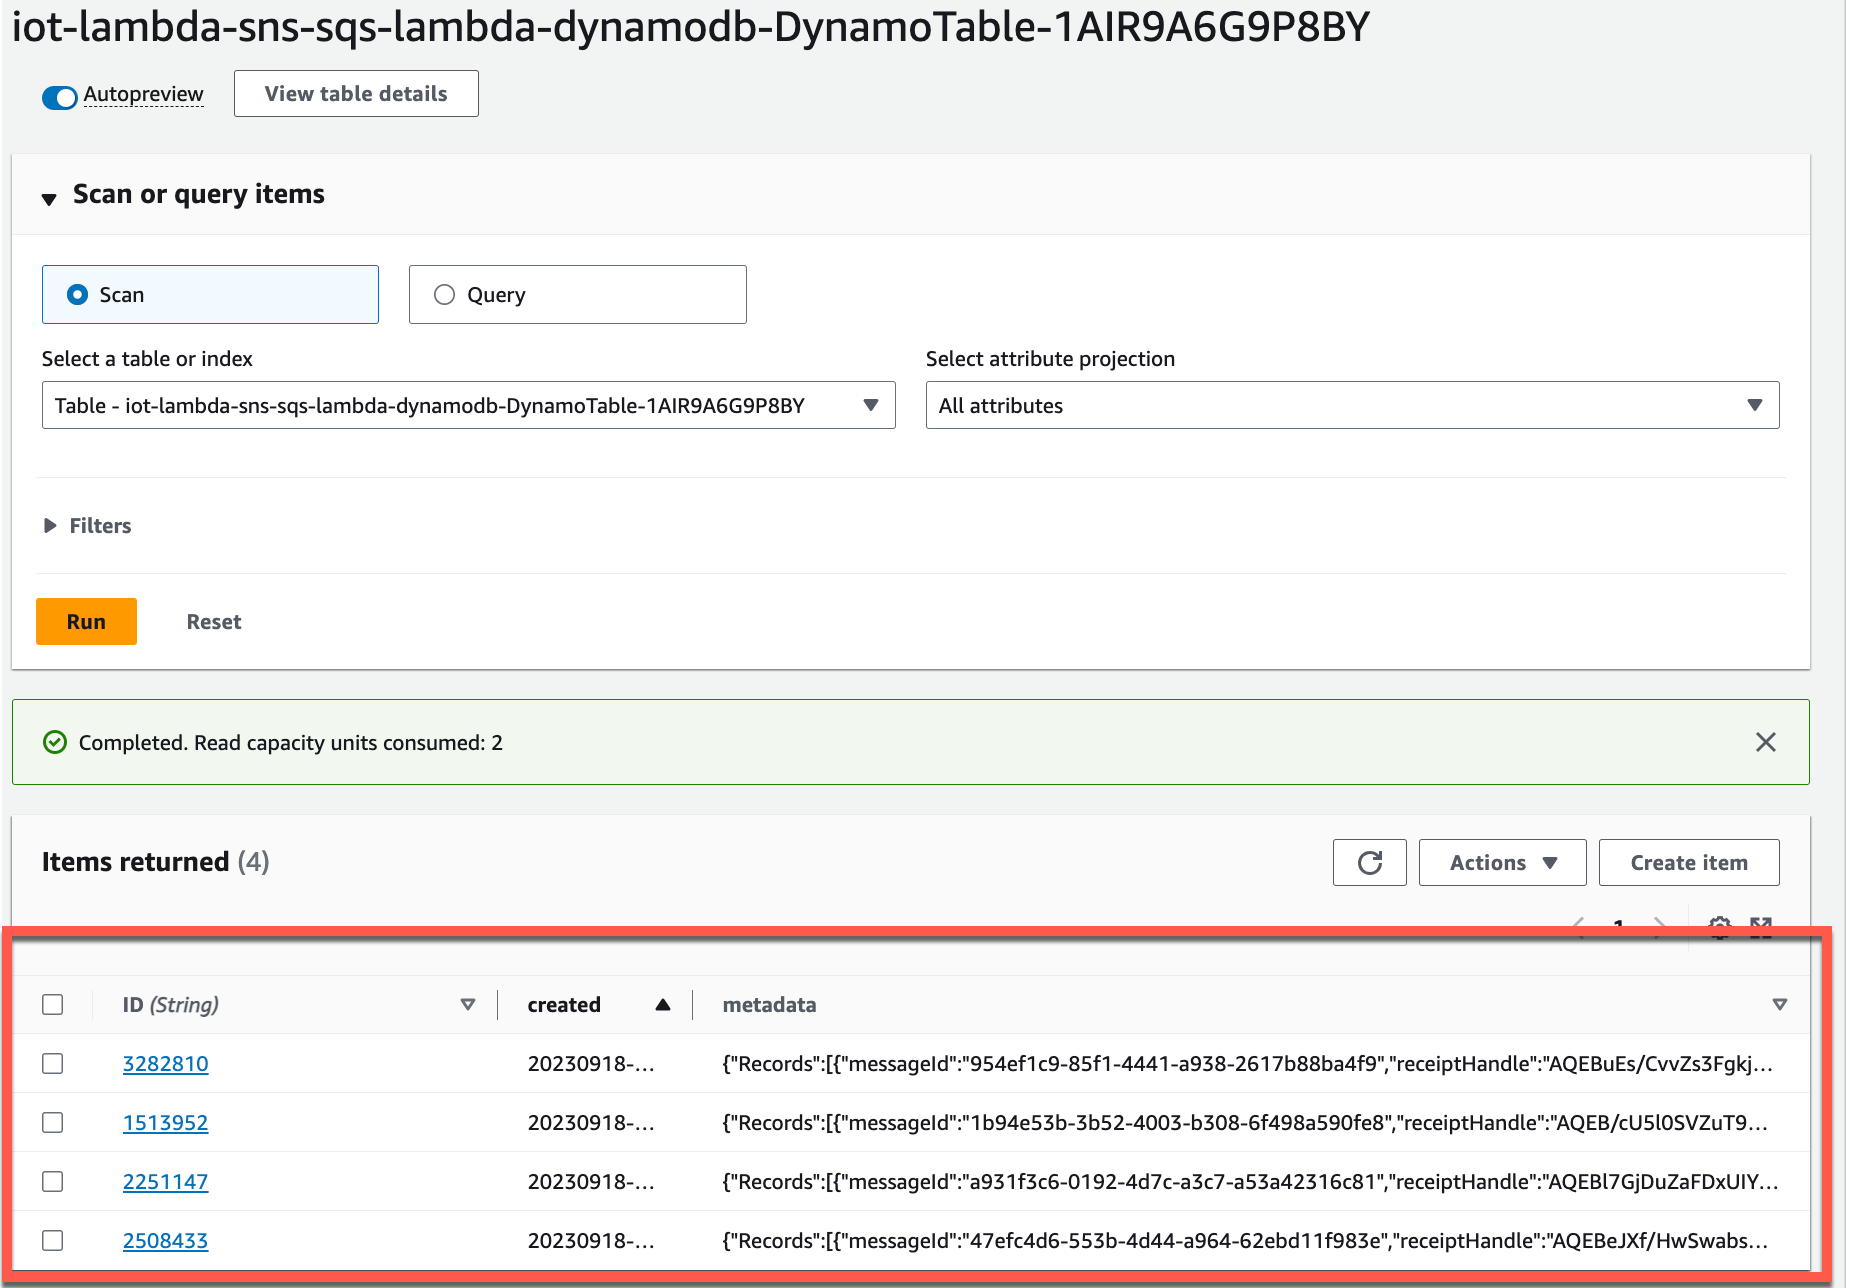 iot-lambda-sns-sqs-lambda-dynamodb-DynamoTable-1AIR9A6G9P8BY
Autopreview View table details
Scan or query items
Scan Query
Select a table or index Select attribute projection
Table - iot-lambda-sns-sqs-lambda-dynamodb-DynamoTable-1AIR9A6G9P8BY All attributes
Filters
Run Reset
Completed. Read capacity units consumed: 2
Items returned (4) Actions Create item
1
ID (String) created metadata
3282810 20230918-... {"Records":[{"messageId":"954ef1c9-85f1-4441-a938-2617b88ba4f9","receiptHandle":"AQEBuEs/CvvZs3Fgkj...
1513952 20230918-... {"Records":[{"messageId":"1b94e53b-3b52-4003-b308-6f498a590fe8","receiptHandle":"AQEB/cU5l0SVZuT9...
2251147 20230918-... {"Records":[{"messageId":"a931f3c6-0192-4d7c-a3c7-a53a42316c81","receiptHandle":"AQEBl7GjDuZaFDxUIY...
2508433 20230918-... {"Records":[{"messageId":"47efc4d6-553b-4d44-a964-62ebd11f983e","receiptHandle":"AQEBeJXf/HwSwabs...